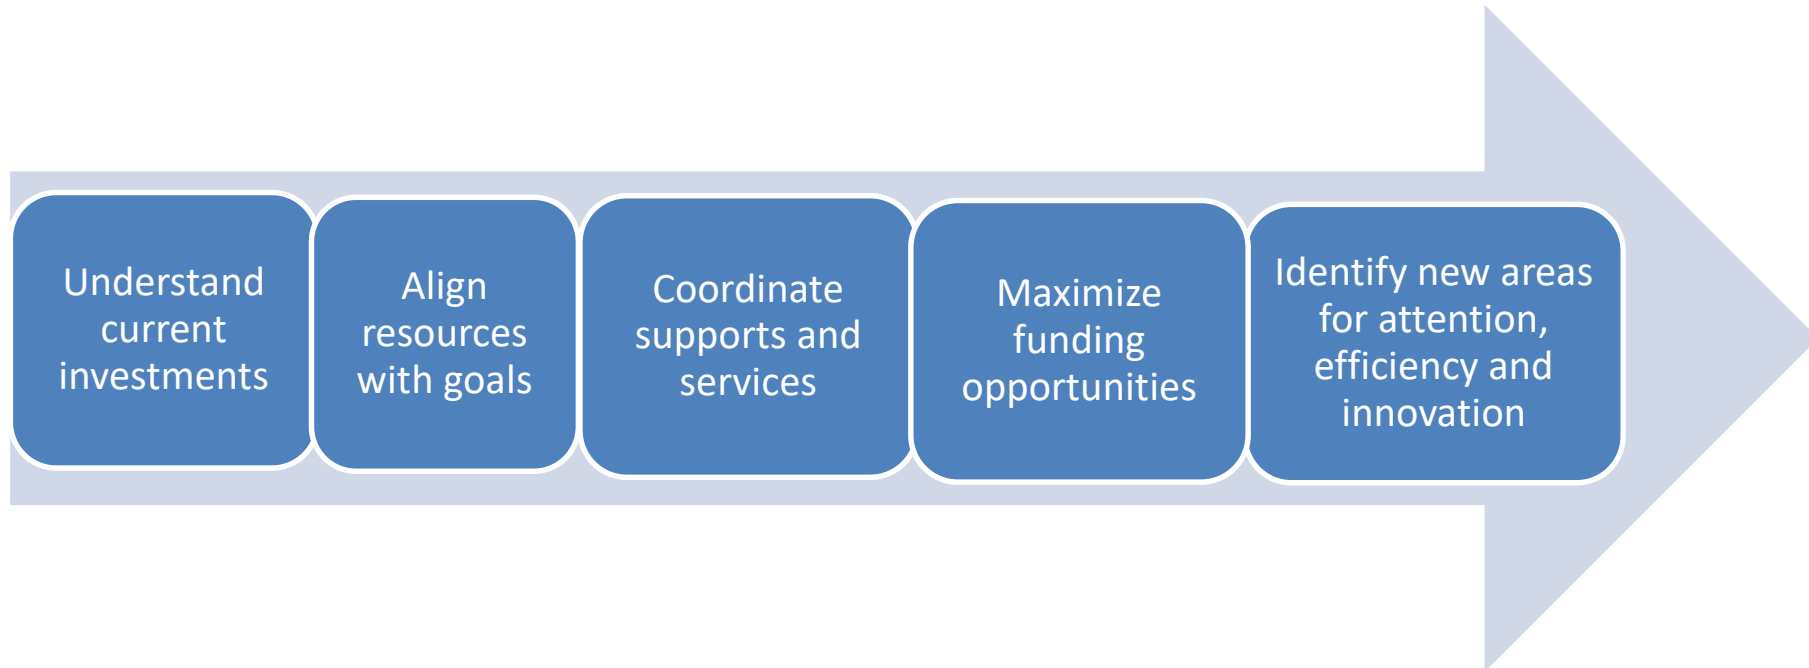 Understand
current
investments
Align
resources
with goals
Coordinate
supports and
services
Maximize
funding
opportunities
Identify new areas
for attention,
efficiency and
innovation